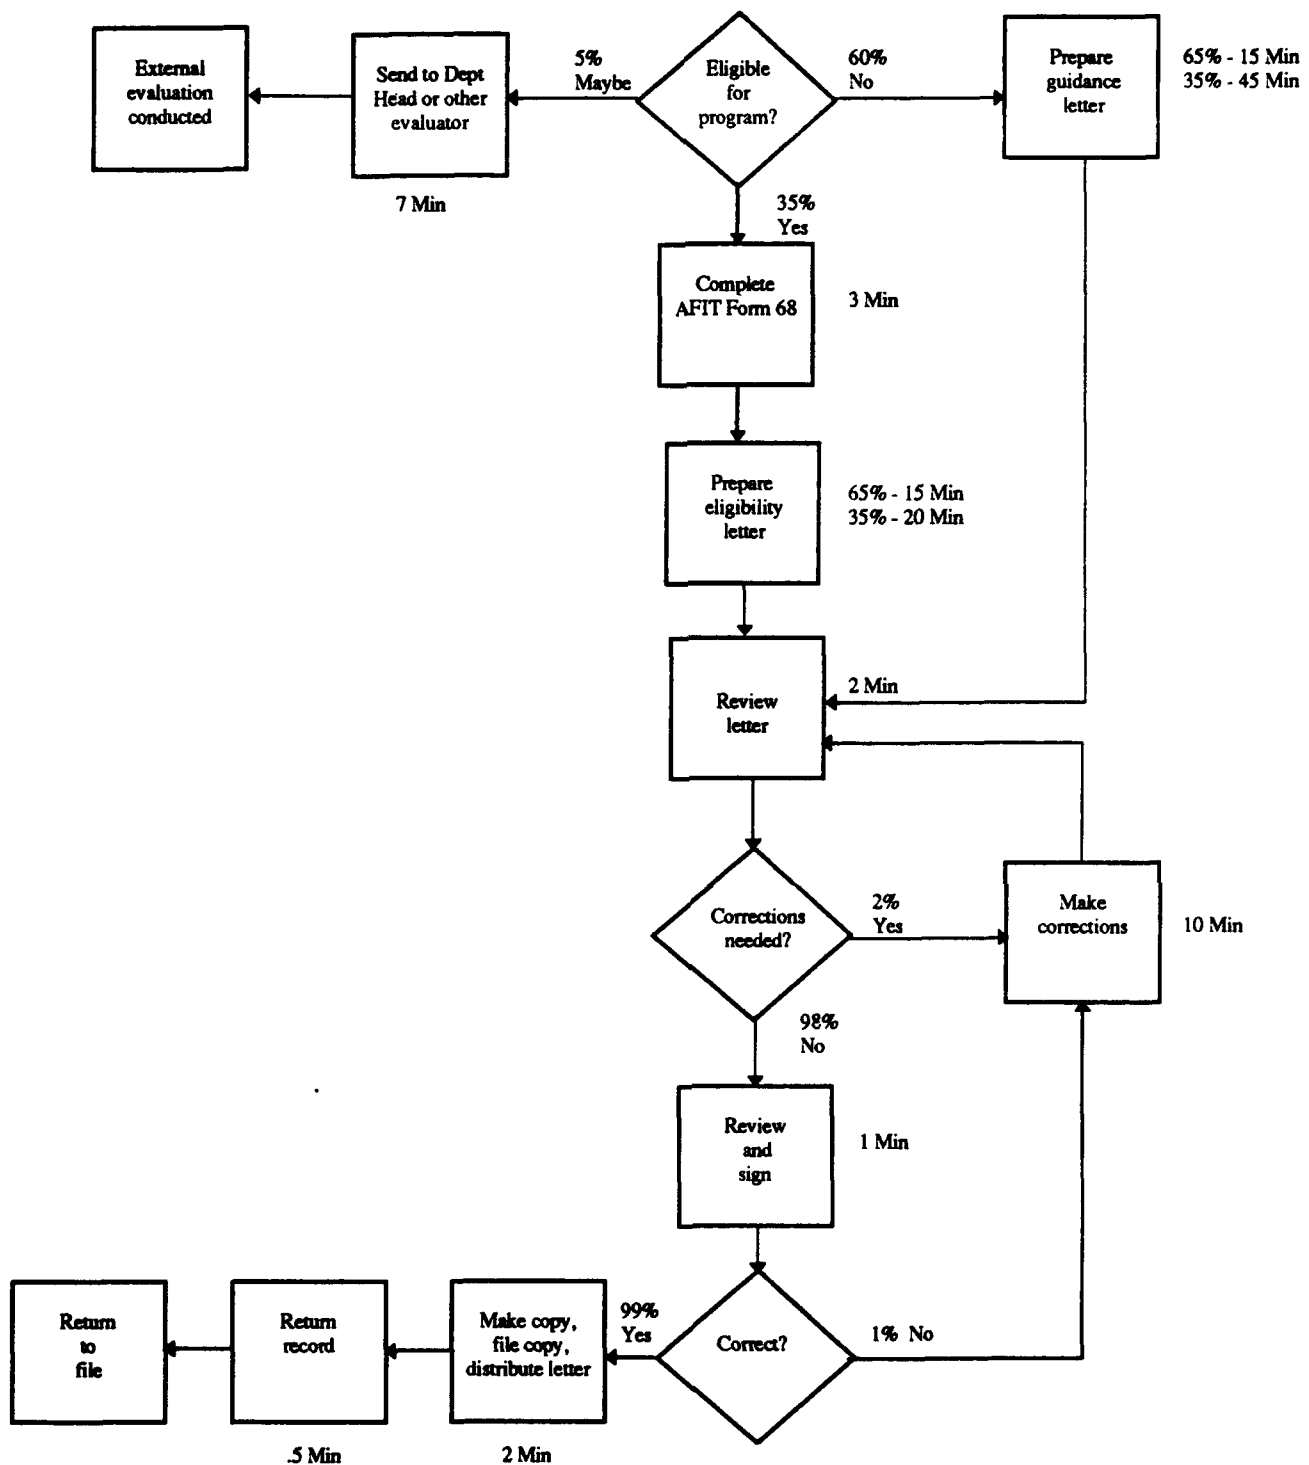 External
evaluation
conducted
Send to Dept
Head or other
evaluator
7 Min
5%
Maybe
Eligible
for
program?
60%
No
Prepare
guidance
letter
65% - 15 Min
35% - 45 Min
35%
Yes
Complete
AFIT Form 68
3 Min
Prepare
eligibility
letter
65% - 15 Min
35% - 20 Min
Review
letter
2 Min
Corrections
needed?
2%
Yes
Make
corrections
10 Min
98%
No
Review
and
sign
1 Min
Correct?
1% No
99%
Yes
Make copy,
file copy,
distribute letter
2 Min
Return
record
.5 Min
Return
to
file